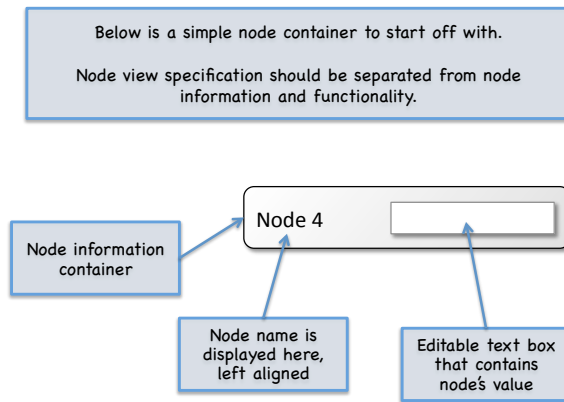 Below is a simple node container to start off with.
Node view specification should be separated from node
information and functionality.
Node 4
Node information
container
Node name is
displayed here,
left aligned
Editable text box
that contains
node's value